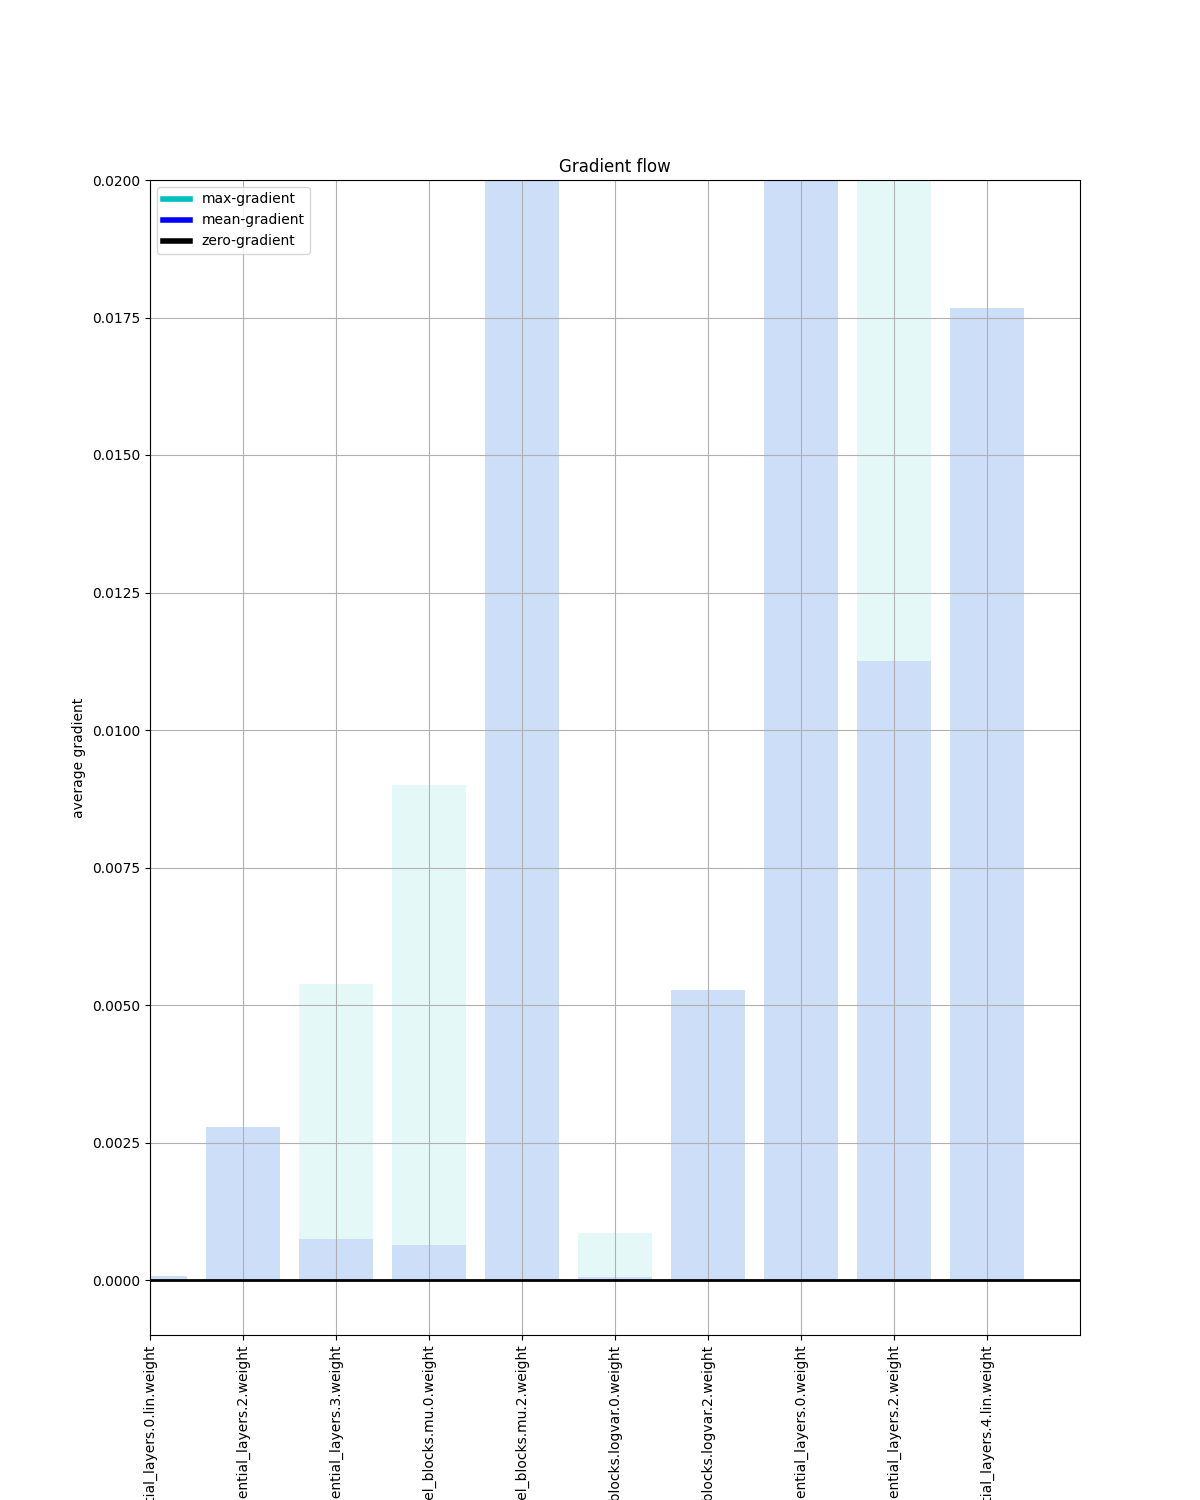 Gradient flow
max-gradient
mean-gradient
zero-gradient
0.0200
0.0175
0.0150
0.0125
0.0100
0.0075
0.0050
0.0025
0.0000
average gradient
tial_layers.0.lin.weight
ential_layers.2.weight
ential_layers.3.weight
el_blocks.mu.0.weight
el_blocks.mu.2.weight
blocks.logvar.0.weight
blocks.logvar.2.weight
ential_layers.0.weight
ential_layers.2.weight
tial_layers.4.lin.weight